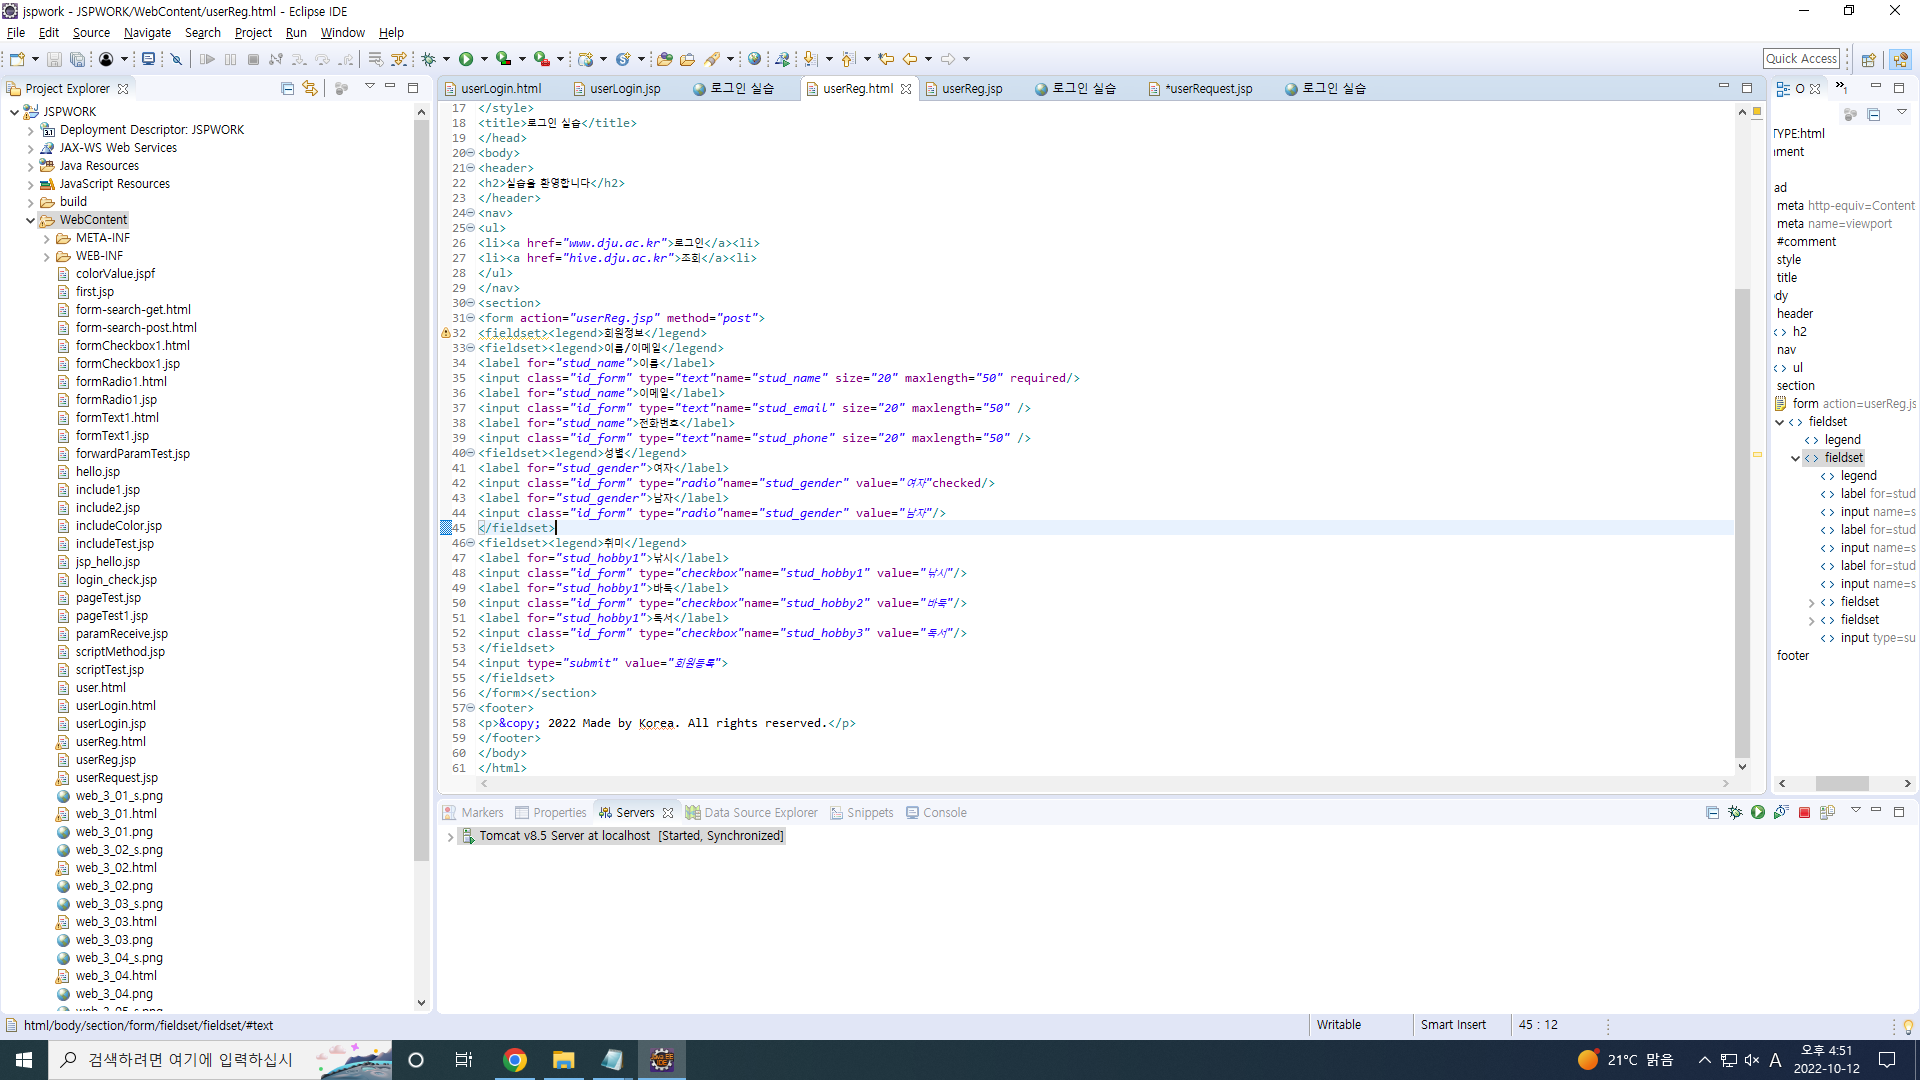 jspwork - JSPWORK/WebContent/userReg.html - Eclipse IDE
File Edit Source Navigate Search Project Run Window Help
Quick Access
Project Explorer
JSPWORK
Deployment Descriptor: JSPWORK
JAX-WS Web Services
Java Resources
JavaScript Resources
build
WebContent
META-INF
WEB-INF
colorValue.jspf
first.jsp
form-search-get.html
form-search-post.html
formCheckbox1.html
formCheckbox1.jsp
formRadio1.html
formRadio1.jsp
formText1.html
formText1.jsp
forwardParamTest.jsp
hello.jsp
include1.jsp
include2.jsp
includeColor.jsp
includeTest.jsp
jsp_hello.jsp
login_check.jsp
pageTest.jsp
pageTest1.jsp
paramReceive.jsp
scriptMethod.jsp
scriptTest.jsp
user.html
userLogin.html
userLogin.jsp
userReg.html
userReg.jsp
userRequest.jsp
web_3_01_s.png
web_3_01.html
web_3_01.png
web_3_02_s.png
web_3_02.html
web_3_02.png
web_3_03_s.png
web_3_03.html
web_3_03.png
web_3_04_s.png
web_3_04.html
web_3_04.png
web_3_05_s.png
userLogin.html userLogin.jsp 로그인 실습 userReg.html userReg.jsp 로그인 실습 *userRequest.jsp 로그인 실습
17 </style>
18 <title>로그인 실습</title>
19 </head>
20 <body>
21 <header>
22 <h2>실습을 환영합니다</h2>
23 </header>
24 <nav>
25 <ul>
26 <li><a href="www.dju.ac.kr">로그인</a><li>
27 <li><a href="hive.dju.ac.kr">조회</a><li>
28 </ul>
29 </nav>
30 <section>
31 <form action="userReg.jsp" method="post">
32 <fieldset><legend>회원정보</legend>
33 <fieldset><legend>이름/이메일</legend>
34 <label for="stud_name">이름</label>
35 <input class="id_form" type="text"name="stud_name" size="20" maxlength="50" required/>
36 <label for="stud_name">이메일</label>
37 <input class="id_form" type="text"name="stud_email" size="20" maxlength="50" />
38 <label for="stud_name">전화번호</label>
39 <input class="id_form" type="text"name="stud_phone" size="20" maxlength="50" />
40 <fieldset><legend>성별</legend>
41 <label for="stud_gender">여자</label>
42 <input class="id_form" type="radio"name="stud_gender" value="여자"checked/>
43 <label for="stud_gender">남자</label>
44 <input class="id_form" type="radio"name="stud_gender" value="남자"/>
45 </fieldset>
46 <fieldset><legend>취미</legend>
47 <label for="stud_hobby1">낚시</label>
48 <input class="id_form" type="checkbox"name="stud_hobby1" value="낚시"/>
49 <label for="stud_hobby1">바둑</label>
50 <input class="id_form" type="checkbox"name="stud_hobby2" value="바둑"/>
51 <label for="stud_hobby1">독서</label>
52 <input class="id_form" type="checkbox"name="stud_hobby3" value="독서"/>
53 </fieldset>
54 <input type="submit" value="회원등록">
55 </fieldset>
56 </form></section>
57 <footer>
58 <p>&copy; 2022 Made by Korea. All rights reserved.</p>
59 </footer>
60 </body>
61 </html>
O
1
TYPE:html
ment
ad
meta http-equiv=Content
meta name=viewport
#comment
style
title
dy
header
h2
nav
ul
section
form action=userReg.js
fieldset
legend
fieldset
legend
label for=stud
input name=s
label for=stud
input name=s
label for=stud
input name=s
fieldset
fieldset
input type=su
footer
Markers Properties Servers Data Source Explorer Snippets Console
Tomcat v8.5 Server at localhost [Started, Synchronized]
html/body/section/form/fieldset/fieldset/#text
Writable Smart Insert 45 : 12
검색하려면 여기에 입력하십시
21°C 맑음 A 오후 4:51
2022-10-12